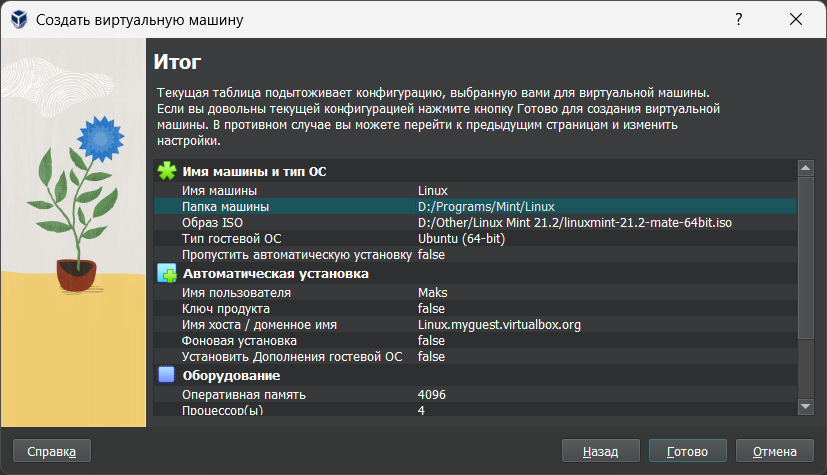 Создать виртуальную машину
?
Итог
Текущая таблица подытоживает конфигурацию, выбранную вами для виртуальной машины.
Если вы довольны текущей конфигурацией нажмите кнопку Готово для создания виртуальной
машины. В противном случае вы можете перейти к предыдущим страницам и изменить
настройки.
Имя машины и тип ОС
Имя машины Linux
Папка машины D:/Programs/Mint/Linux
Образ ISO D:/Other/Linux Mint 21.2/linuxmint-21.2-mate-64bit.iso
Тип гостевой ОС Ubuntu (64-bit)
Пропустить автоматическую установку false
Автоматическая установка
Имя пользователя Maks
Ключ продукта false
Имя хоста / доменное имя Linux.myguest.virtualbox.org
Фоновая установка false
Установить Дополнения гостевой ОС false
Оборудование
Оперативная память 4096
Процессор(ы) 4
Справка Назад Готово Отмена